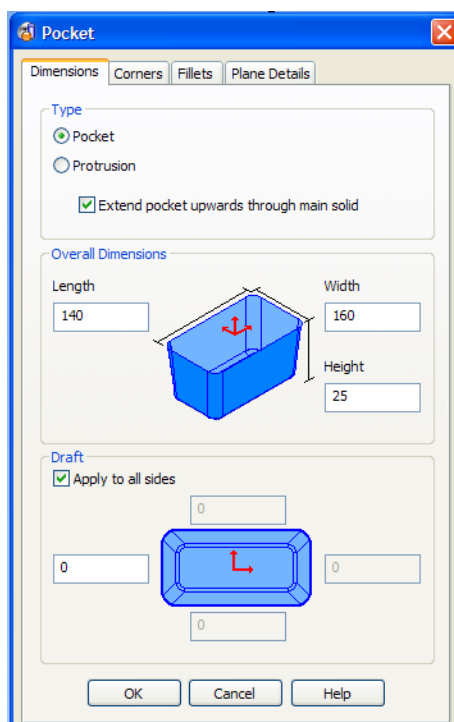 Pocket
Dimensions Corners Fillets Plane Details
Type
Pocket
Protrusion
Extend pocket upwards through main solid
Overall Dimensions
Length Width
140 160
Height
25
Draft
Apply to all sides
0
0 0
0
OK Cancel Help